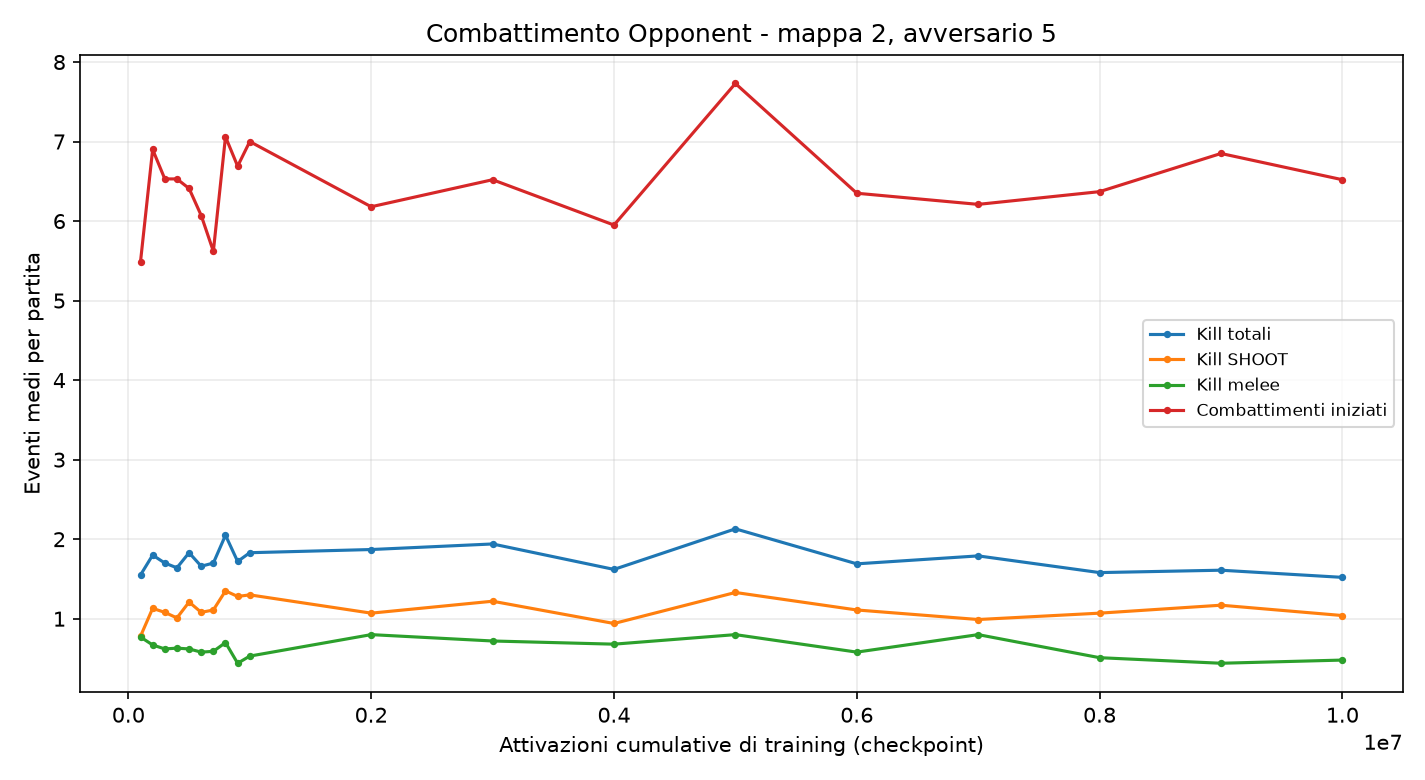 Combattimento Opponent - mappa 2, avversario 5
Eventi medi per partita
8
7
6
5
4
3
2
1
Kill totali
Kill SHOOT
Kill melee
Combattimenti iniziati
0.0 0.2 0.4 0.6 0.8 1.0
1e7
Attivazioni cumulative di training (checkpoint)